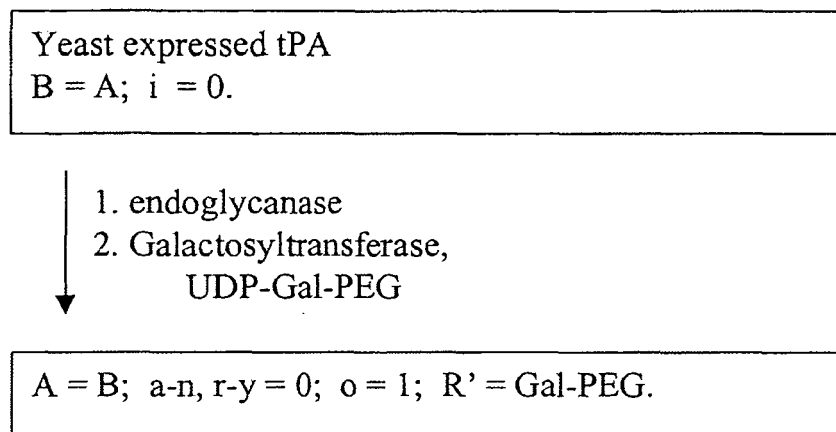 Yeast expressed tPA
B = A; i = 0.
1. endoglycanase
2. Galactosyltransferase,
UDP-Gal-PEG
A = B; a-n, r-y = 0; o = 1; R' = Gal-PEG.